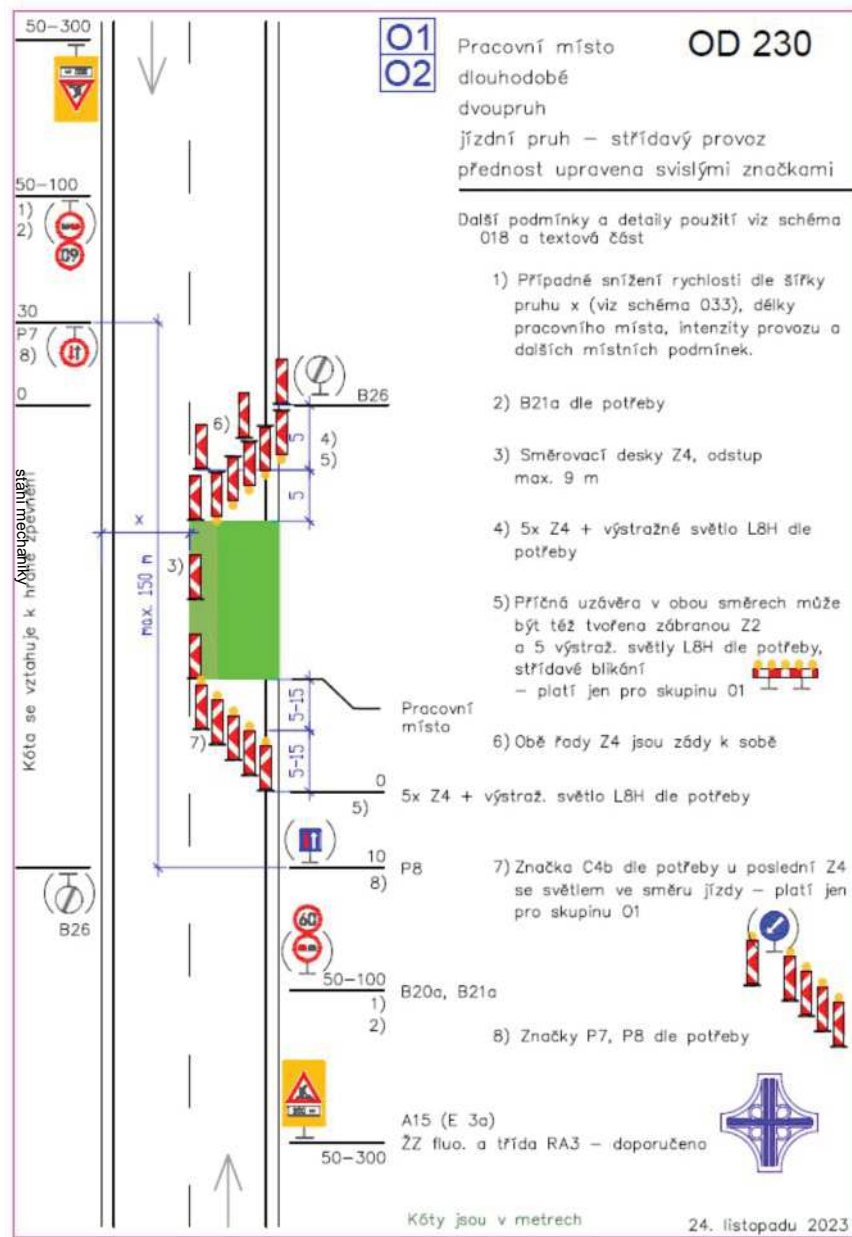 O1
O2
OD 230
Pracovní místo
dlouhodobé
dvoupruh
jízdní pruh – střídavý provoz
přednost upravena svislými značkami
Další podmínky a detaily použití viz schéma
018 a textová část
1) Případné snížení rychlosti dle šířky
pruhu x (viz schéma 033), délky
pracovního místa, intenzity provozu a
dalších místních podmínek.
2) B21a dle potřeby
3) Směrovací desky Z4, odstup
max. 9 m
4) 5x Z4 + výstražné světlo L8H dle
potřeby
5) Příčná uzávěra v obou směrech může
být též tvořena zábranou Z2
a 5 výstraž. světly L8H dle potřeby,
střídavé blikání
– platí jen pro skupinu O1
6) Obě řady Z4 jsou zády k sobě
7) Značka C4b dle potřeby u poslední Z4
se světlem ve směru jízdy – platí jen
pro skupinu O1
8) Značky P7, P8 dle potřeby
50–300
50–100
1)
2)
60
30
P7
8)
0
B26
6)
5
4)
5)
5
x
max. 150 m
3)
stání mechaniky
Kóta se vztahuje k hraně zpevnění
5–15
Pracovní
místo
7)
5–15
0
5)
5x Z4 + výstraž. světlo L8H dle potřeby
10
P8
8)
B26
60
50–100
B20a, B21a
1)
2)
A15 (E 3a)
ŽZ fluo. a třída RA3 – doporučeno
50–300
Kóty jsou v metrech
24. listopadu 2023